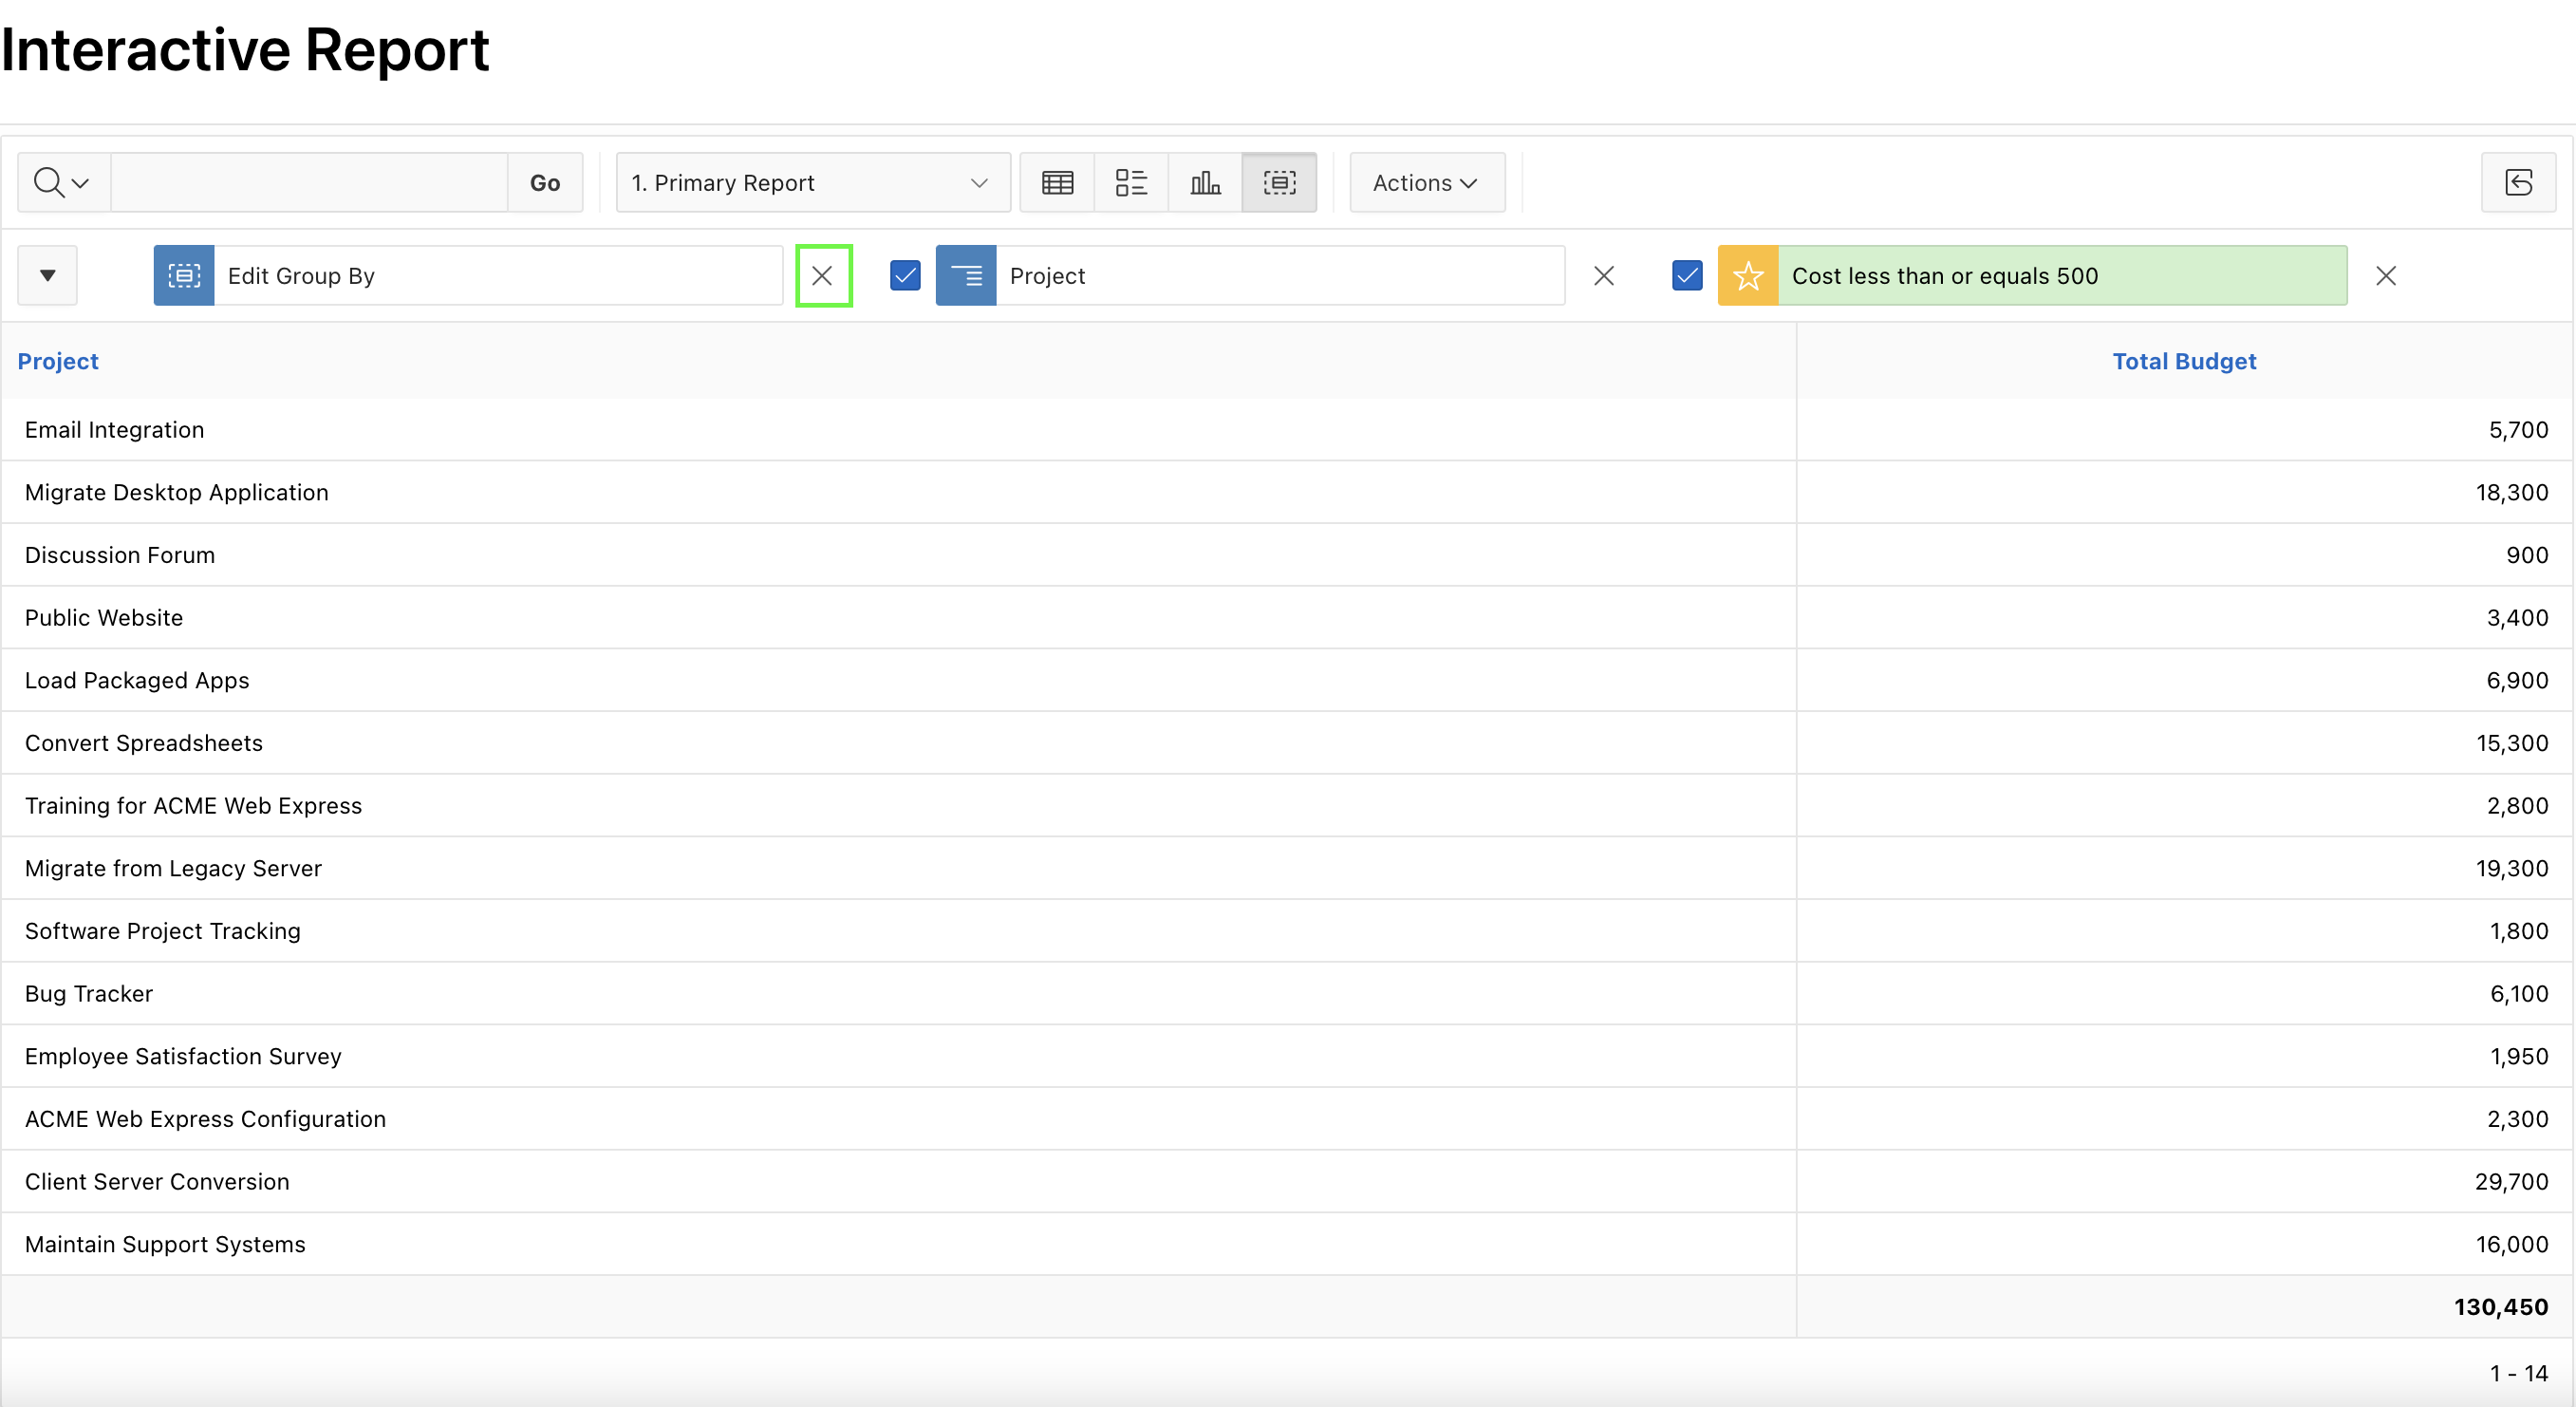 Interactive Report
Go
1. Primary Report
Actions
Edit Group By
Project
Cost less than or equals 500
Project Total Budget
Email Integration 5,700
Migrate Desktop Application 18,300
Discussion Forum 900
Public Website 3,400
Load Packaged Apps 6,900
Convert Spreadsheets 15,300
Training for ACME Web Express 2,800
Migrate from Legacy Server 19,300
Software Project Tracking 1,800
Bug Tracker 6,100
Employee Satisfaction Survey 1,950
ACME Web Express Configuration 2,300
Client Server Conversion 29,700
Maintain Support Systems 16,000
130,450
1 - 14